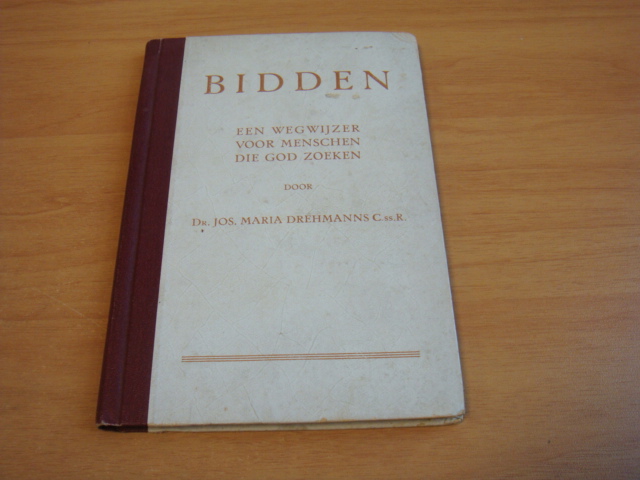 BIDDEN
EEN WEGWIJZER
VOOR MENSCHEN
DIE GOD ZOEKEN
DOOR
DR. JOS. MARIA DREHMANNS C.ss.R.